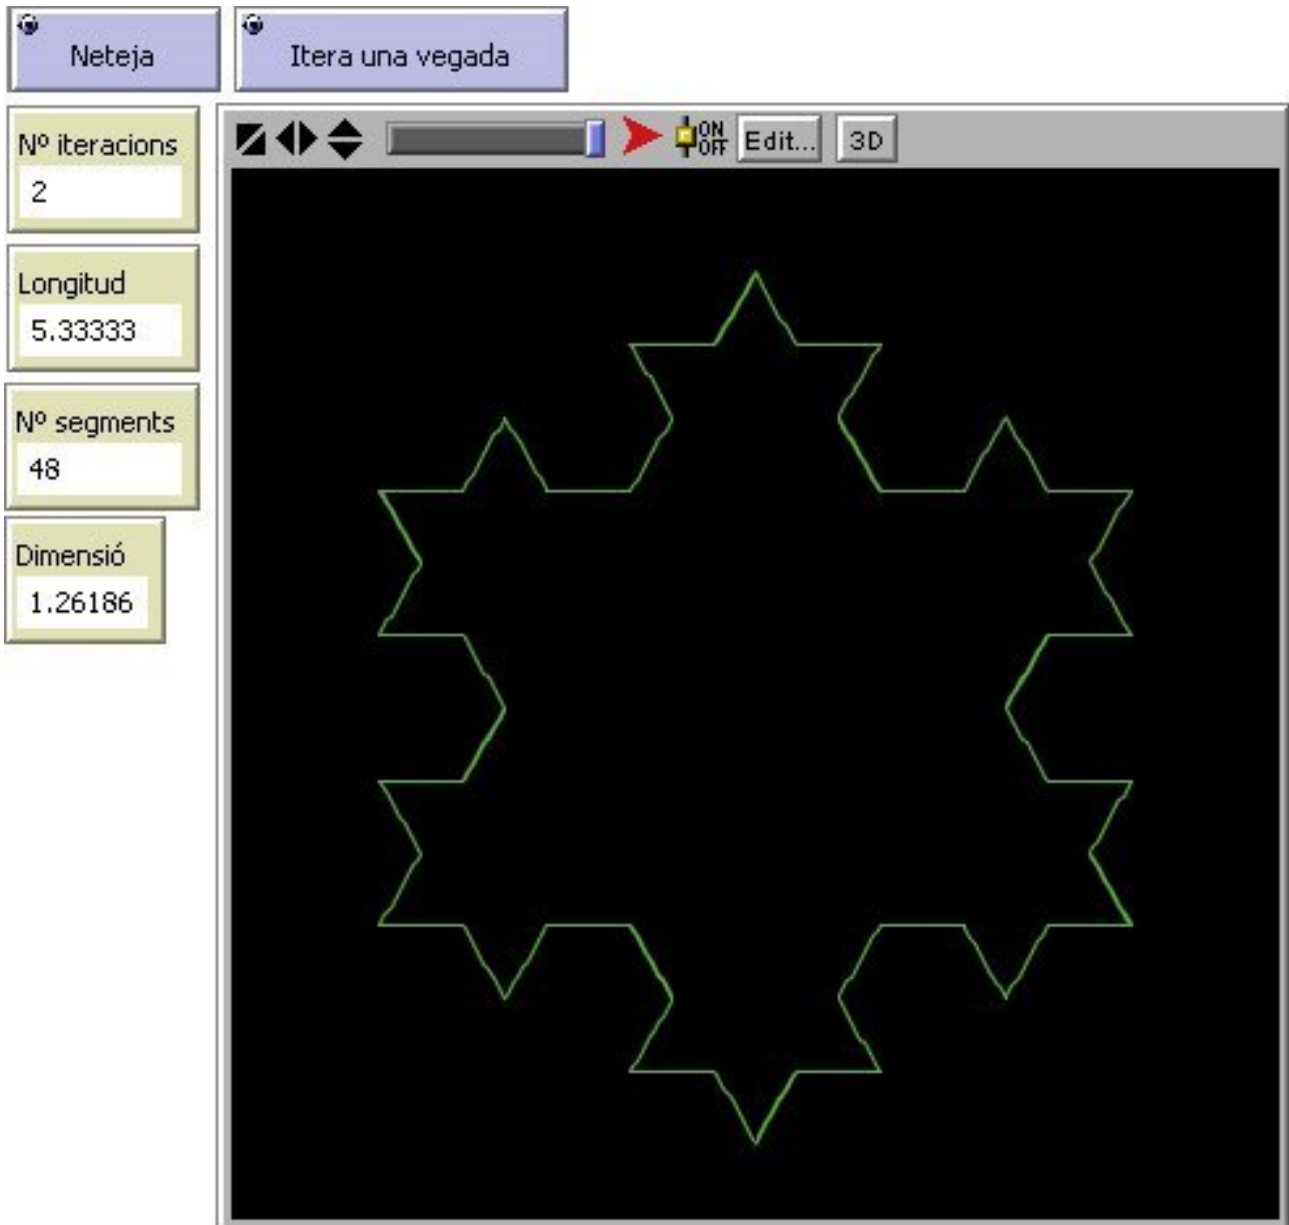 Neteja
Itera una vegada
Nº iteracions
2
Longitud
5.33333
Nº segments
48
Dimensió
1.26186
ON
OFF
Edit...
3D